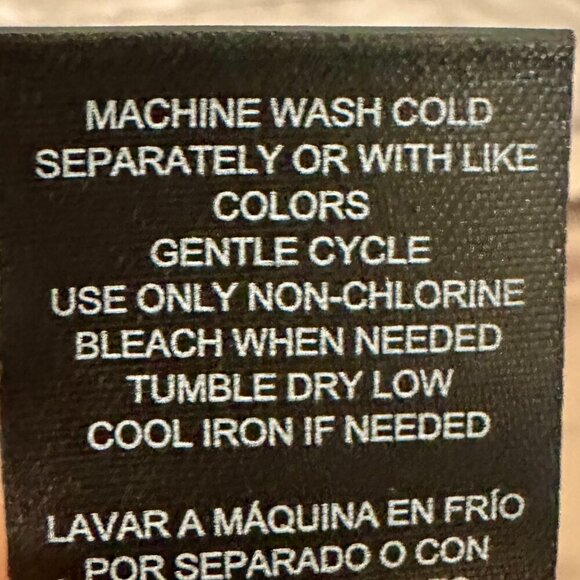 MACHINE WASH COLD
SEPARATELY OR WITH LIKE
COLORS
GENTLE CYCLE
USE ONLY NON-CHLORINE
BLEACH WHEN NEEDED
TUMBLE DRY LOW
COOL IRON IF NEEDED
LAVAR A MÁQUINA EN FRÍO
POR SEPARADO O CON